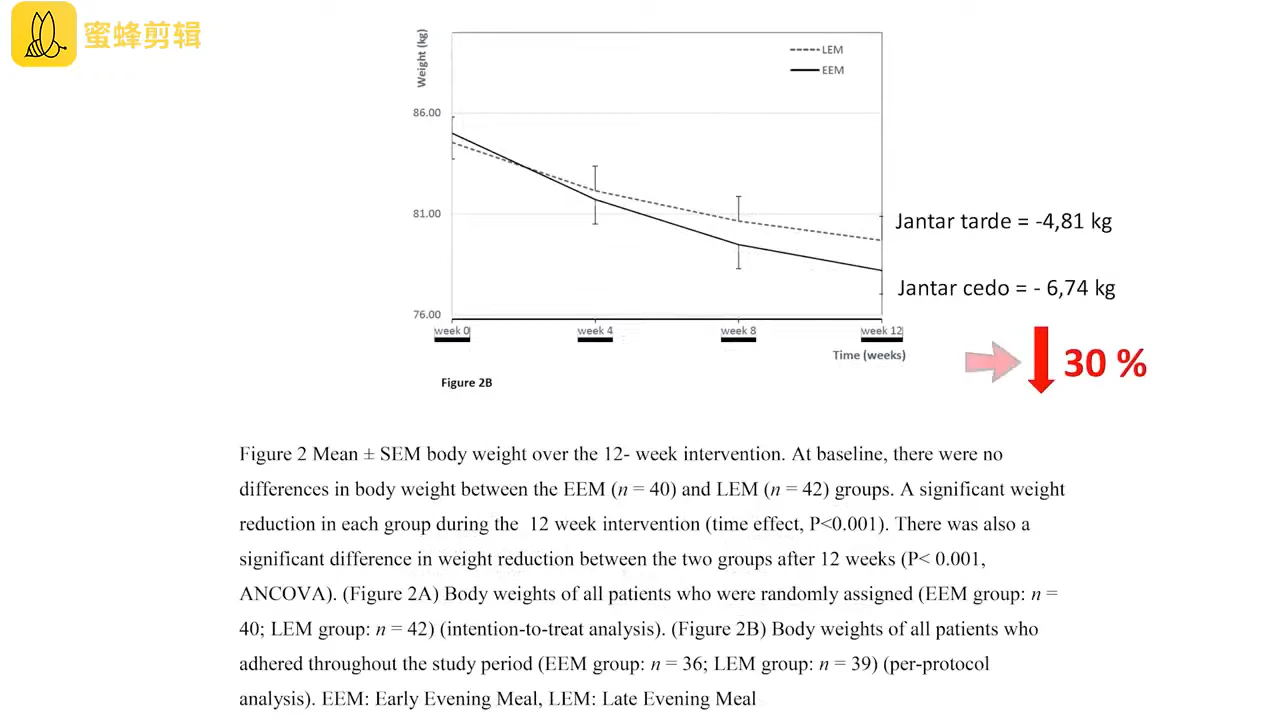 蜜蜂剪辑
Weight (kg)
LEM
EEM
86.00
81.00
76.00
Jantar tarde = -4,81 kg
Jantar cedo = - 6,74 kg
week 0
week 4
week 8
week 12
Time (weeks)
30 %
Figure 2B
Figure 2 Mean ± SEM body weight over the 12- week intervention. At baseline, there were no
differences in body weight between the EEM (n = 40) and LEM (n = 42) groups. A significant weight
reduction in each group during the 12 week intervention (time effect, P<0.001). There was also a
significant difference in weight reduction between the two groups after 12 weeks (P< 0.001,
ANCOVA). (Figure 2A) Body weights of all patients who were randomly assigned (EEM group: n =
40; LEM group: n = 42) (intention-to-treat analysis). (Figure 2B) Body weights of all patients who
adhered throughout the study period (EEM group: n = 36; LEM group: n = 39) (per-protocol
analysis). EEM: Early Evening Meal, LEM: Late Evening Meal